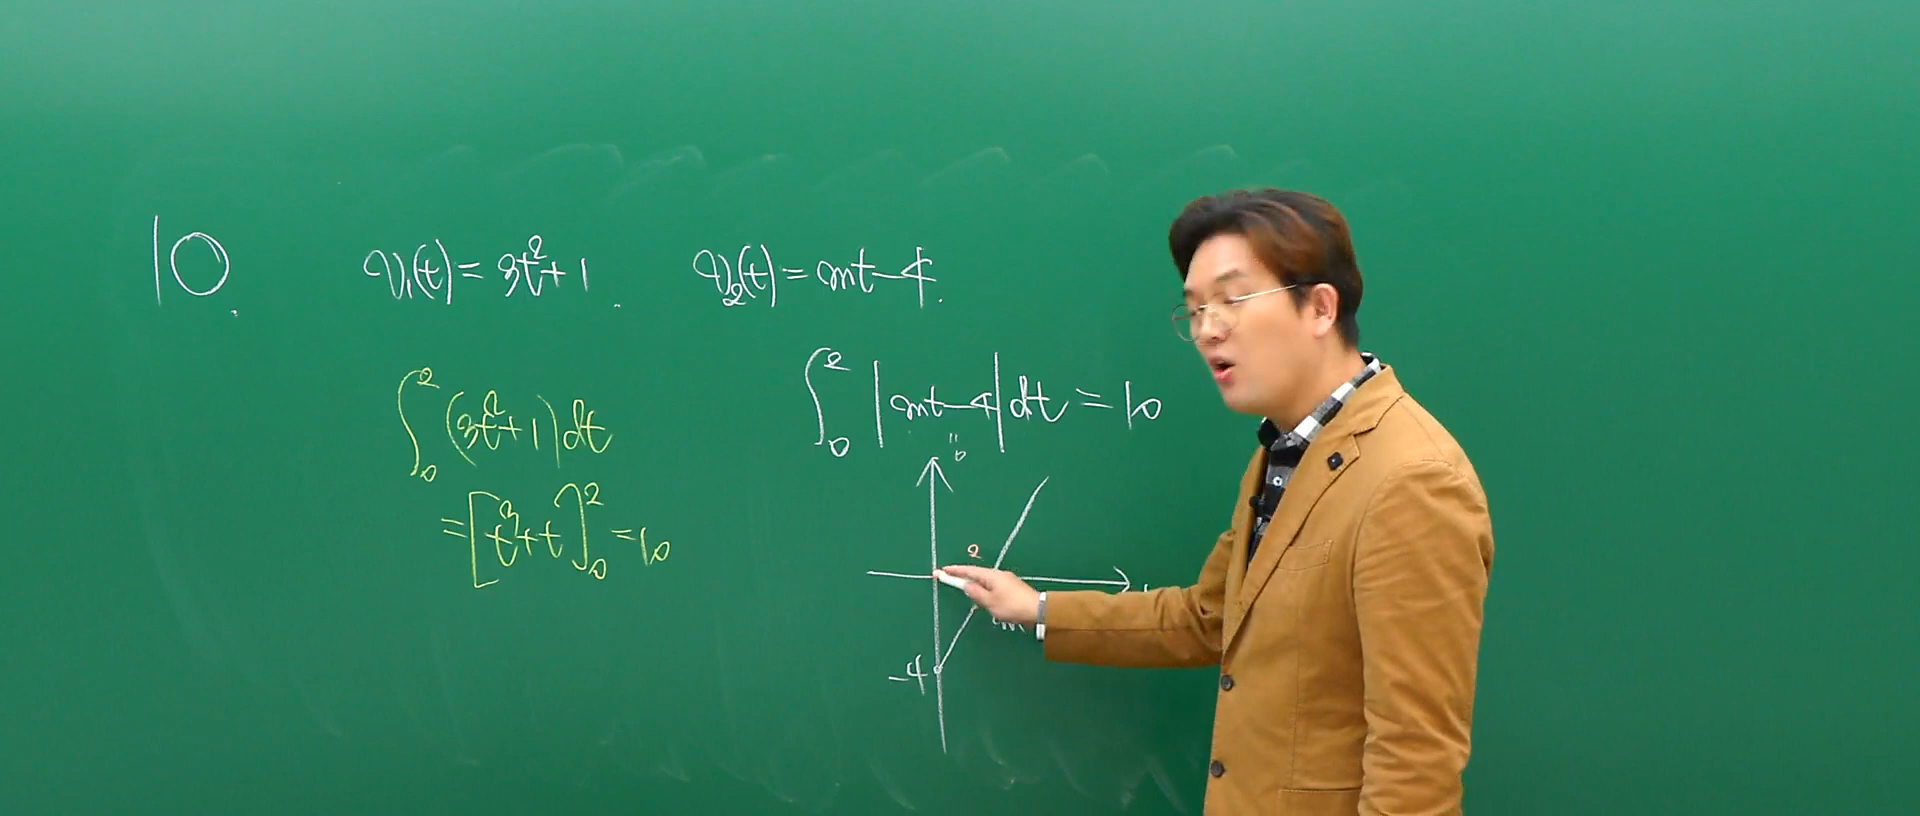 10.
v₁(t) = 3t²+1. v₂(t) = mt-4.
∫₀² (3t²+1) dt
= [t³+t]₀² = 10
∫₀² |mt-4| dt = 10
"
0
2
-4